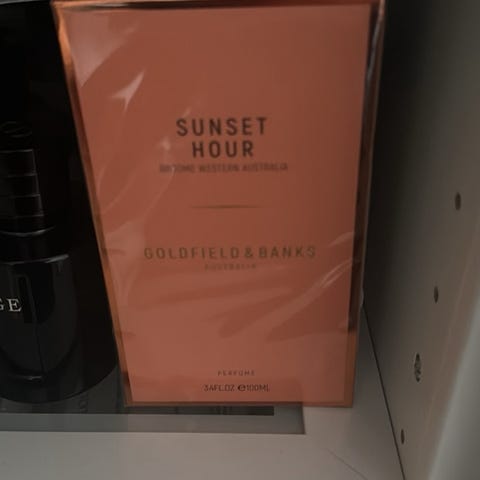 SUNSET
HOUR
BROOME WESTERN AUSTRALIA
GOLDFIELD & BANKS
AUSTRALIA
PERFUME
3.4FL.OZ ℮100ML
GE